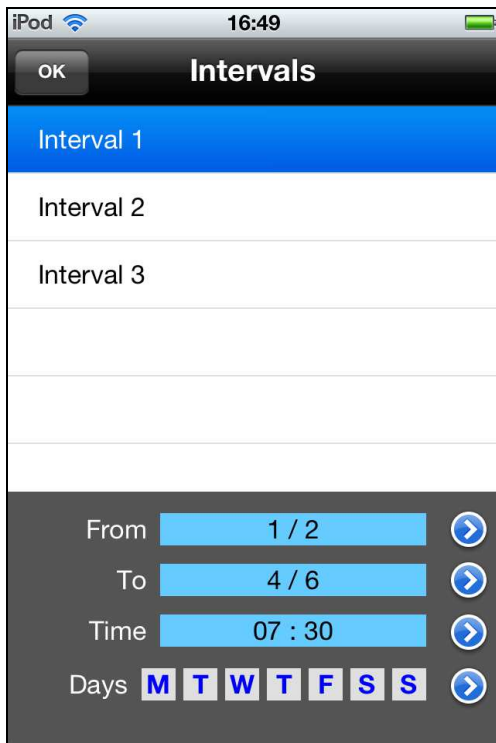 iPod 16:49
OK Intervals
Interval 1
Interval 2
Interval 3
From 1 / 2
To 4 / 6
Time 07 : 30
Days M T W T F S S